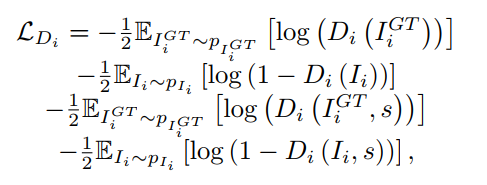 $\mathcal{L}_{D_i} = -\frac{1}{2}\mathbb{E}_{I_i^{GT} \sim p_{I_i^{GT}}} \left[\log\left(D_i\left(I_i^{GT}\right)\right)\right]$
$-\frac{1}{2}\mathbb{E}_{I_i \sim p_{I_i}} \left[\log\left(1 - D_i\left(I_i\right)\right)\right]$
$-\frac{1}{2}\mathbb{E}_{I_i^{GT} \sim p_{I_i^{GT}}} \left[\log\left(D_i\left(I_i^{GT}, s\right)\right)\right]$
$-\frac{1}{2}\mathbb{E}_{I_i \sim p_{I_i}} \left[\log\left(1 - D_i\left(I_i, s\right)\right)\right],$